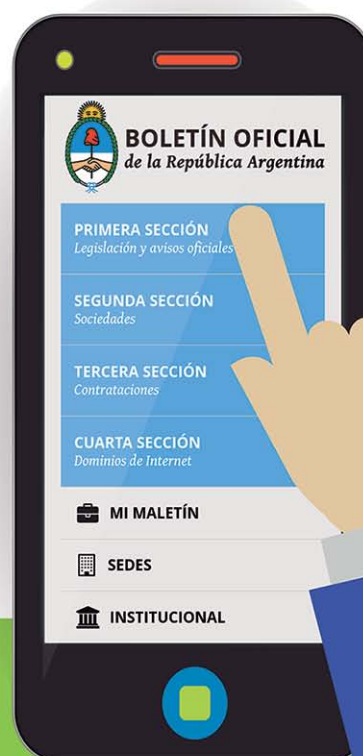 BOLETÍN OFICIAL
de la República Argentina
PRIMERA SECCIÓN
Legislación y avisos oficiales
SEGUNDA SECCIÓN
Sociedades
TERCERA SECCIÓN
Contrataciones
CUARTA SECCIÓN
Dominios de Internet
MI MALETÍN
SEDES
INSTITUCIONAL